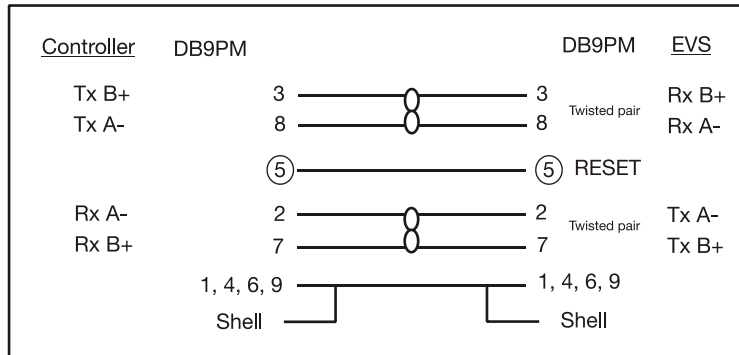 Controller DB9PM DB9PM EVS
Tx B+ 3 3 Twisted pair Rx B+
Tx A- 8 8 Rx A-
5 5 RESET
Rx A- 2 2 Twisted pair Tx A-
Rx B+ 7 7 Tx B+
1, 4, 6, 9 1, 4, 6, 9
Shell Shell